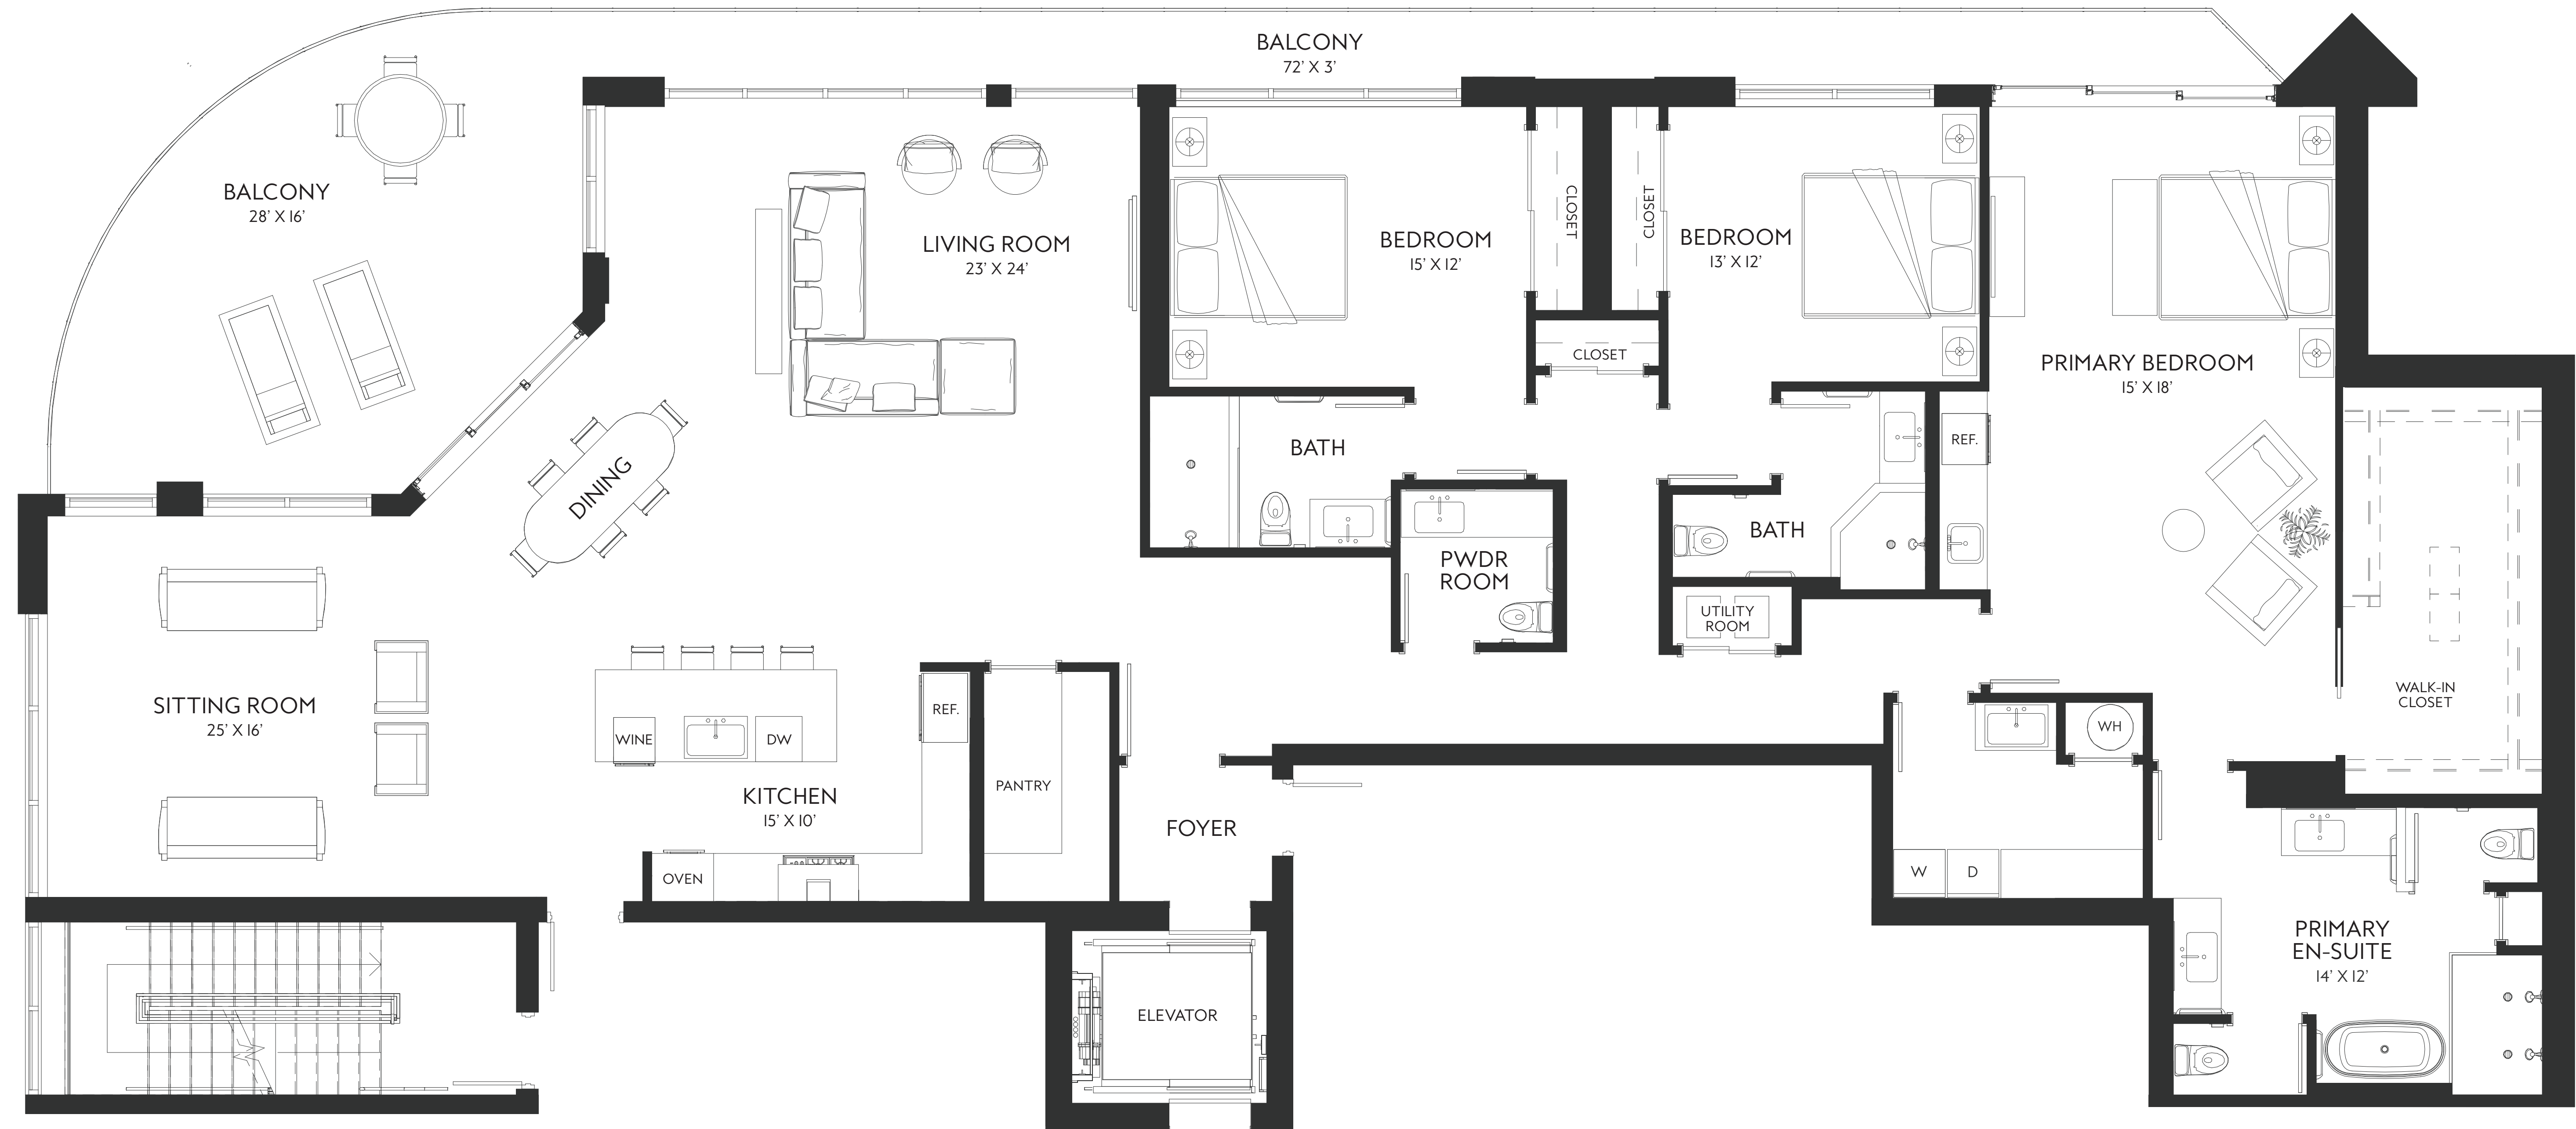 BALCONY
72' X 3'
BALCONY
28' X 16'
LIVING ROOM
23' X 24'
BEDROOM
15' X 12'
CLOSET
CLOSET
BEDROOM
13' X 12'
CLOSET
PRIMARY BEDROOM
15' X 18'
DINING
BATH
REF.
BATH
PWDR
ROOM
UTILITY
ROOM
SITTING ROOM
25' X 16'
WINE
DW
REF.
KITCHEN
15' X 10'
PANTRY
OVEN
FOYER
WH
WALK-IN
CLOSET
W
D
PRIMARY
EN-SUITE
14' X 12'
ELEVATOR